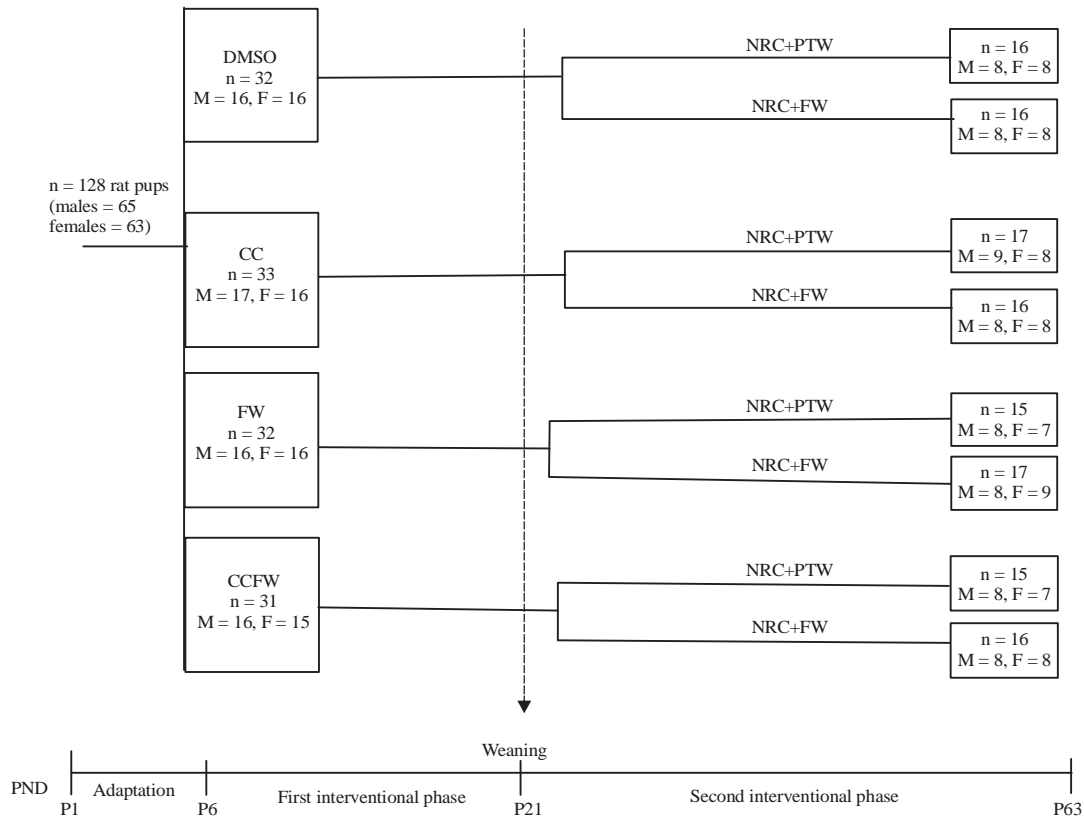 n = 128 rat pups
(males = 65
females = 63)
DMSO
n = 32
M = 16, F = 16
NRC+PTW
n = 16
M = 8, F = 8
NRC+FW
n = 16
M = 8, F = 8
CC
n = 33
M = 17, F = 16
NRC+PTW
n = 17
M = 9, F = 8
NRC+FW
n = 16
M = 8, F = 8
FW
n = 32
M = 16, F = 16
NRC+PTW
n = 15
M = 8, F = 7
NRC+FW
n = 17
M = 8, F = 9
CCFW
n = 31
M = 16, F = 15
NRC+PTW
n = 15
M = 8, F = 7
NRC+FW
n = 16
M = 8, F = 8
Weaning
PND
Adaptation
First interventional phase
Second interventional phase
P1
P6
P21
P63